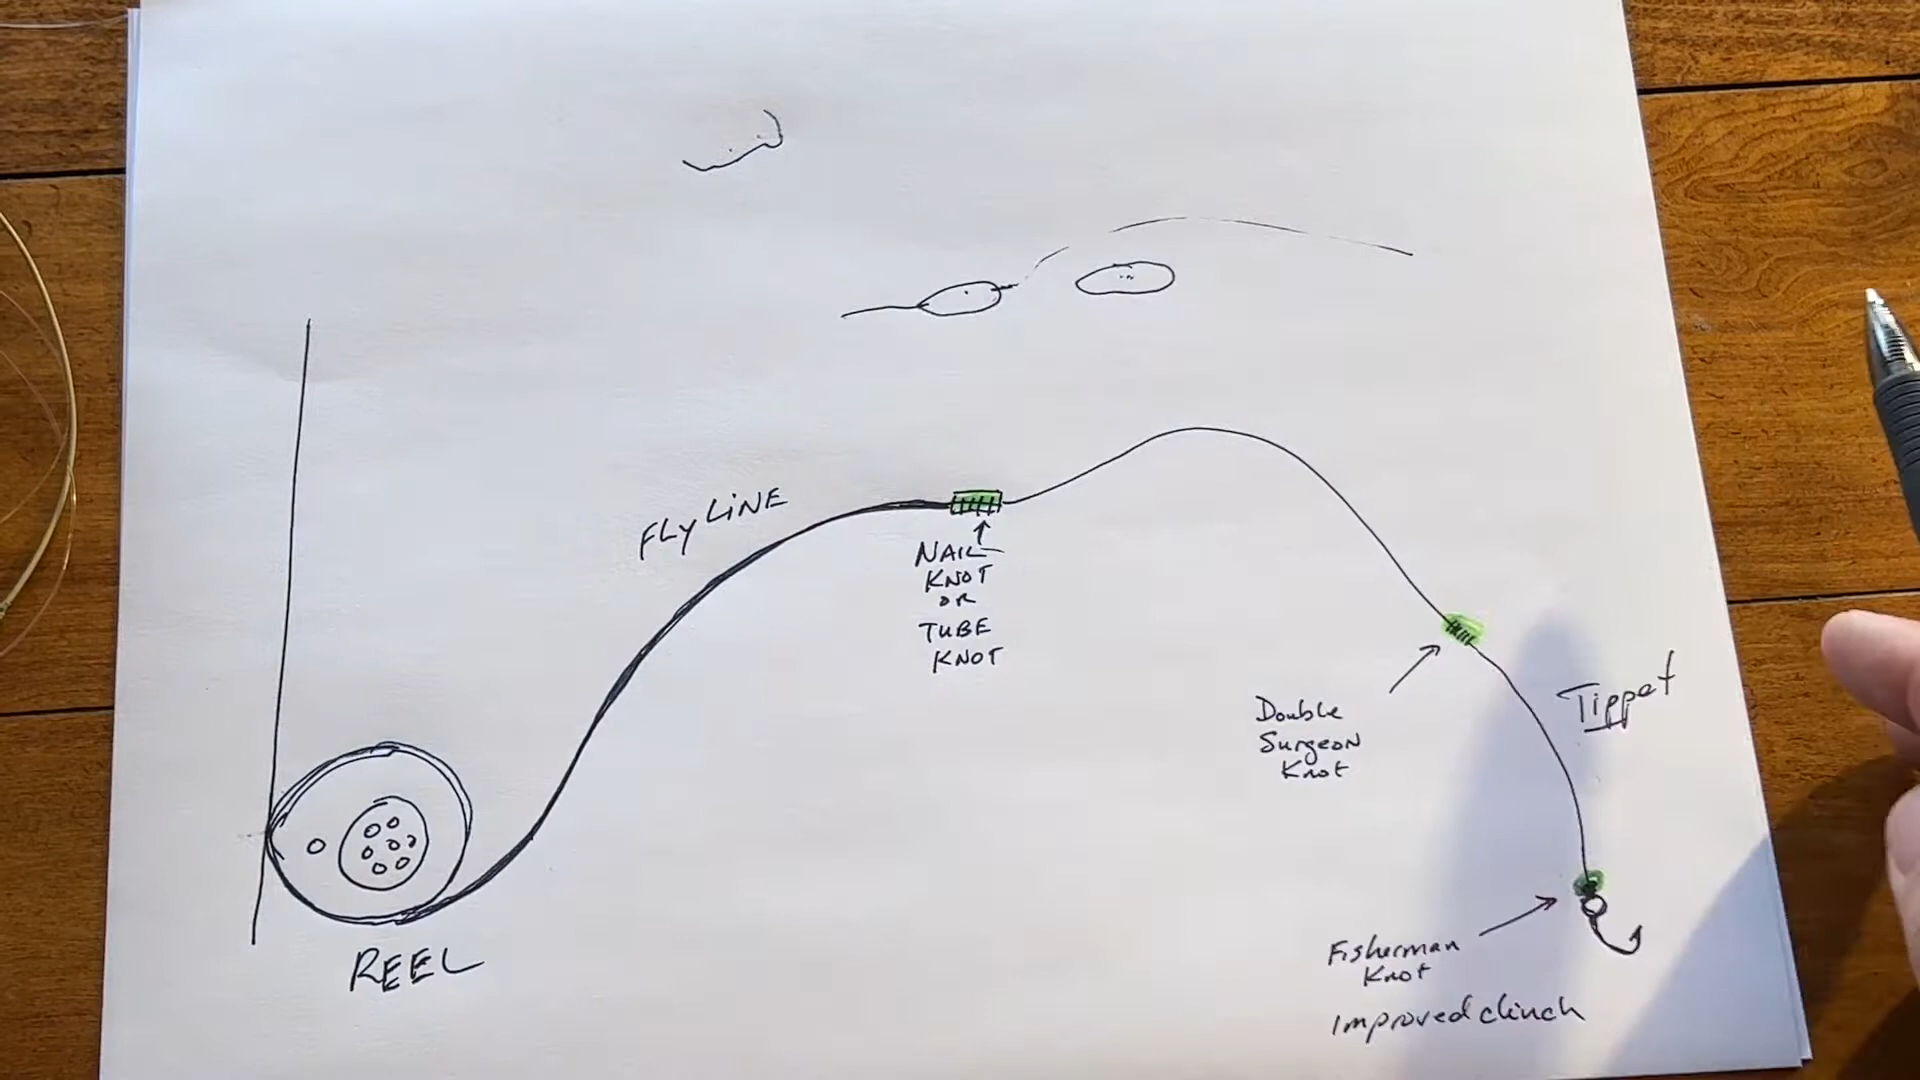 FLY LINE
NAIL
KNOT
OR
TUBE
KNOT
Double
Surgeon
Knot
Tippet
Fisherman
Knot
Improved clinch
REEL